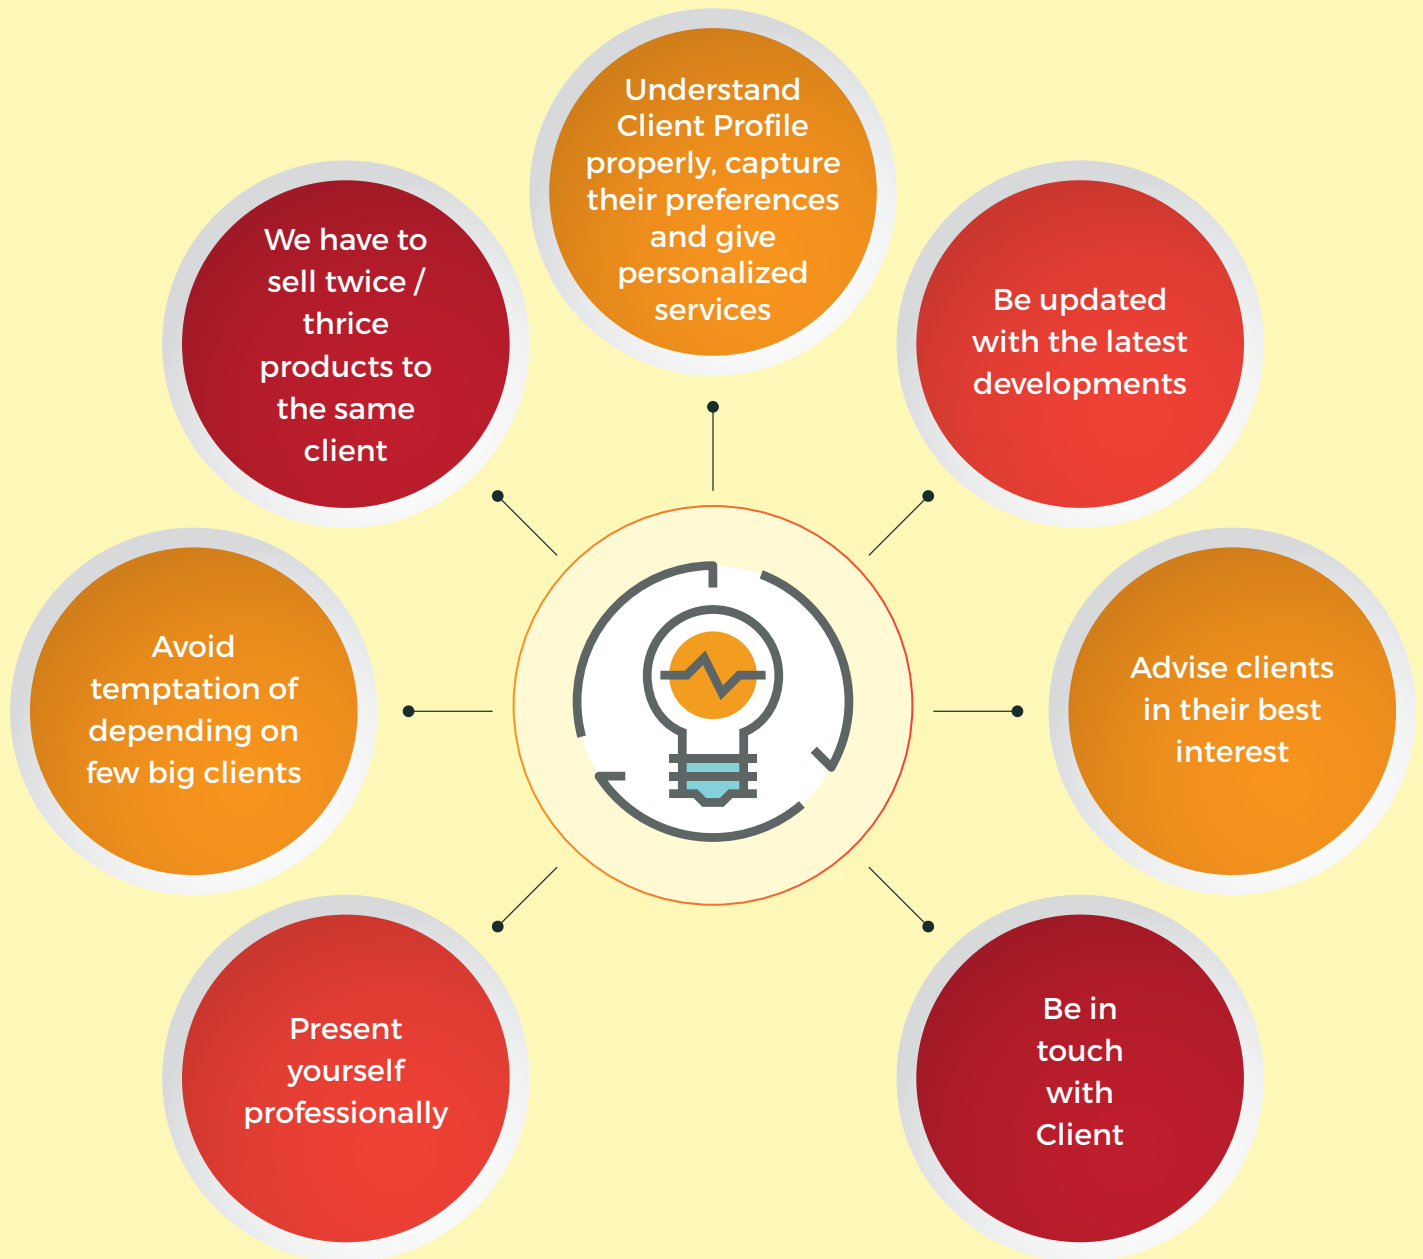 Understand
Client Profile
properly, capture
their preferences
and give
personalized
services
Be updated
with the latest
developments
Advise clients
in their best
interest
Be in
touch
with
Client
Present
yourself
professionally
Avoid
temptation of
depending on
few big clients
We have to
sell twice /
thrice
products to
the same
client